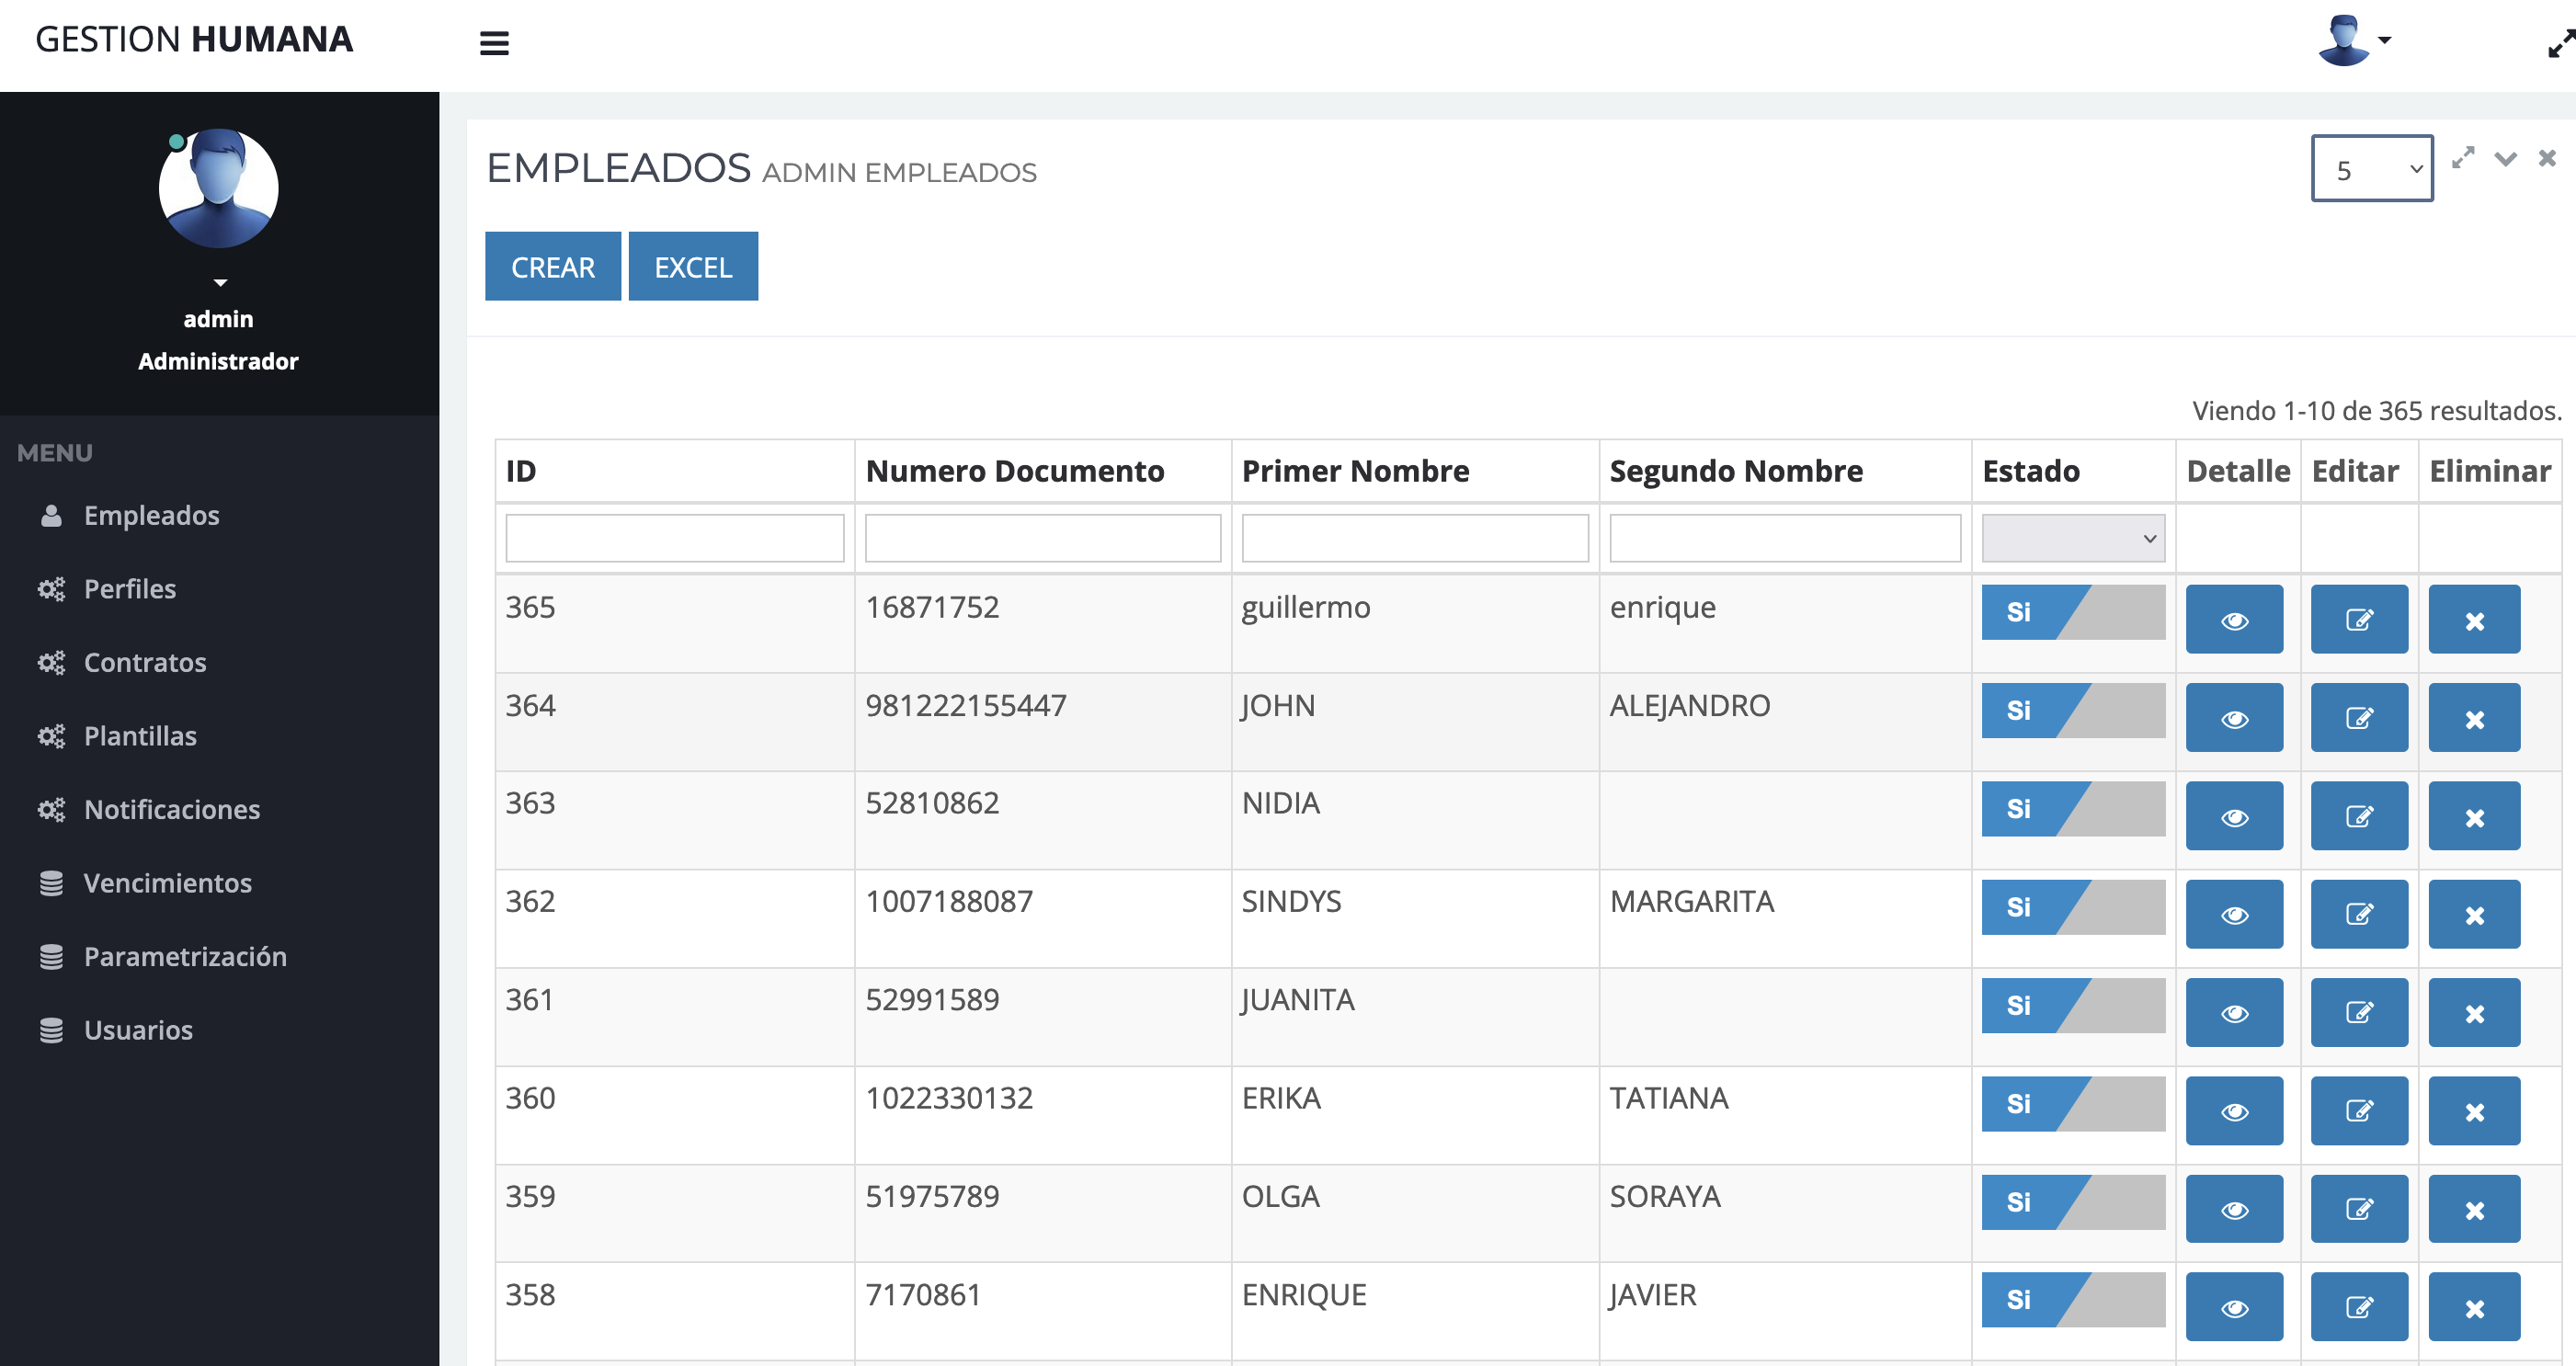 GESTION HUMANA
admin
Administrador
MENU
Empleados
Perfiles
Contratos
Plantillas
Notificaciones
Vencimientos
Parametrización
Usuarios
EMPLEADOS ADMIN EMPLEADOS
5
CREAR EXCEL
Viendo 1-10 de 365 resultados.
ID Numero Documento Primer Nombre Segundo Nombre Estado Detalle Editar Eliminar
365 16871752 guillermo enrique Si
364 981222155447 JOHN ALEJANDRO Si
363 52810862 NIDIA Si
362 1007188087 SINDYS MARGARITA Si
361 52991589 JUANITA Si
360 1022330132 ERIKA TATIANA Si
359 51975789 OLGA SORAYA Si
358 7170861 ENRIQUE JAVIER Si